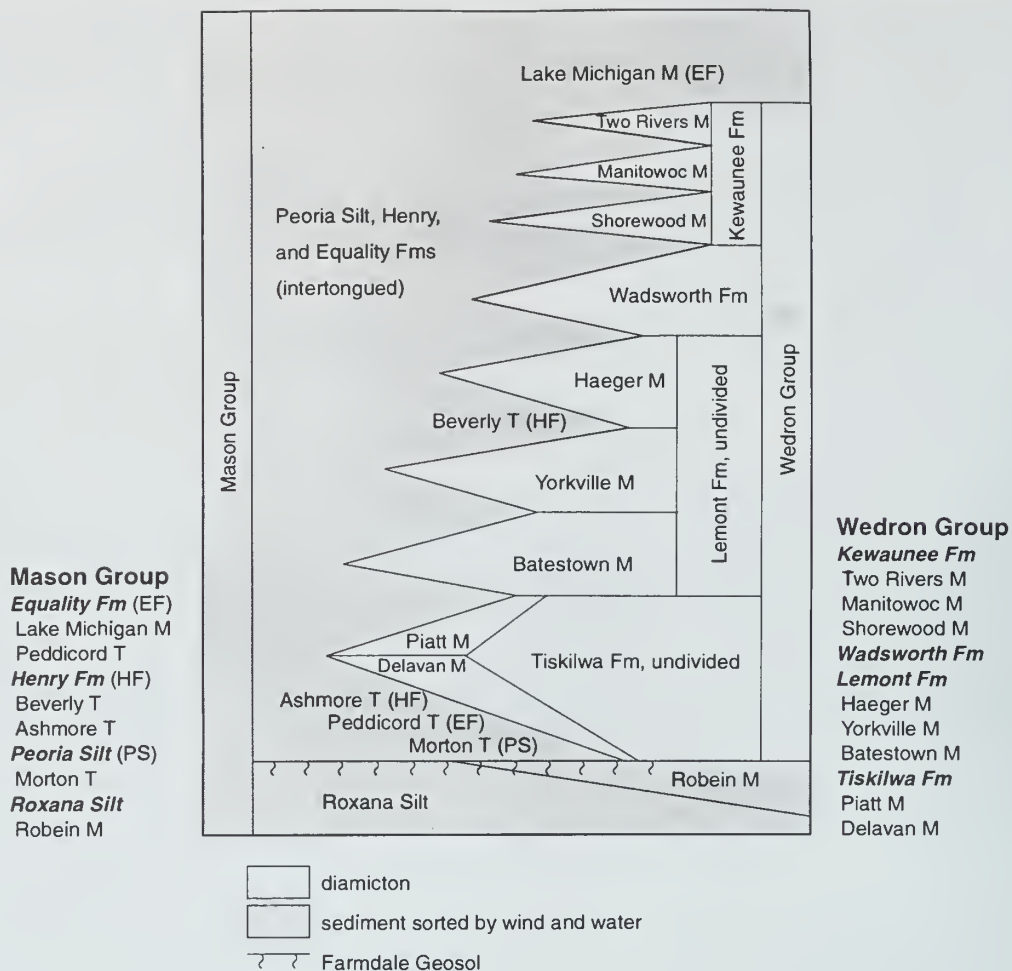 Lake Michigan M (EF)
Two Rivers M
Manitowoc M
Shorewood M
Kewaunee Fm
Peoria Silt, Henry,
and Equality Fms
(intertongued)
Wadsworth Fm
Mason Group
Haeger M
Beverly T (HF)
Yorkville M
Batestown M
Lemont Fm, undivided
Wedron Group
Piatt M
Delavan M
Tiskilwa Fm, undivided
Ashmore T (HF)
Peddicord T (EF)
Morton T (PS)
Robein M
Roxana Silt
Mason Group
Equality Fm (EF)
Lake Michigan M
Peddicord T
Henry Fm (HF)
Beverly T
Ashmore T
Peoria Silt (PS)
Morton T
Roxana Silt
Robein M
Wedron Group
Kewaunee Fm
Two Rivers M
Manitowoc M
Shorewood M
Wadsworth Fm
Lemont Fm
Haeger M
Yorkville M
Batestown M
Tiskilwa Fm
Piatt M
Delavan M
diamicton
sediment sorted by wind and water
Farmdale Geosol